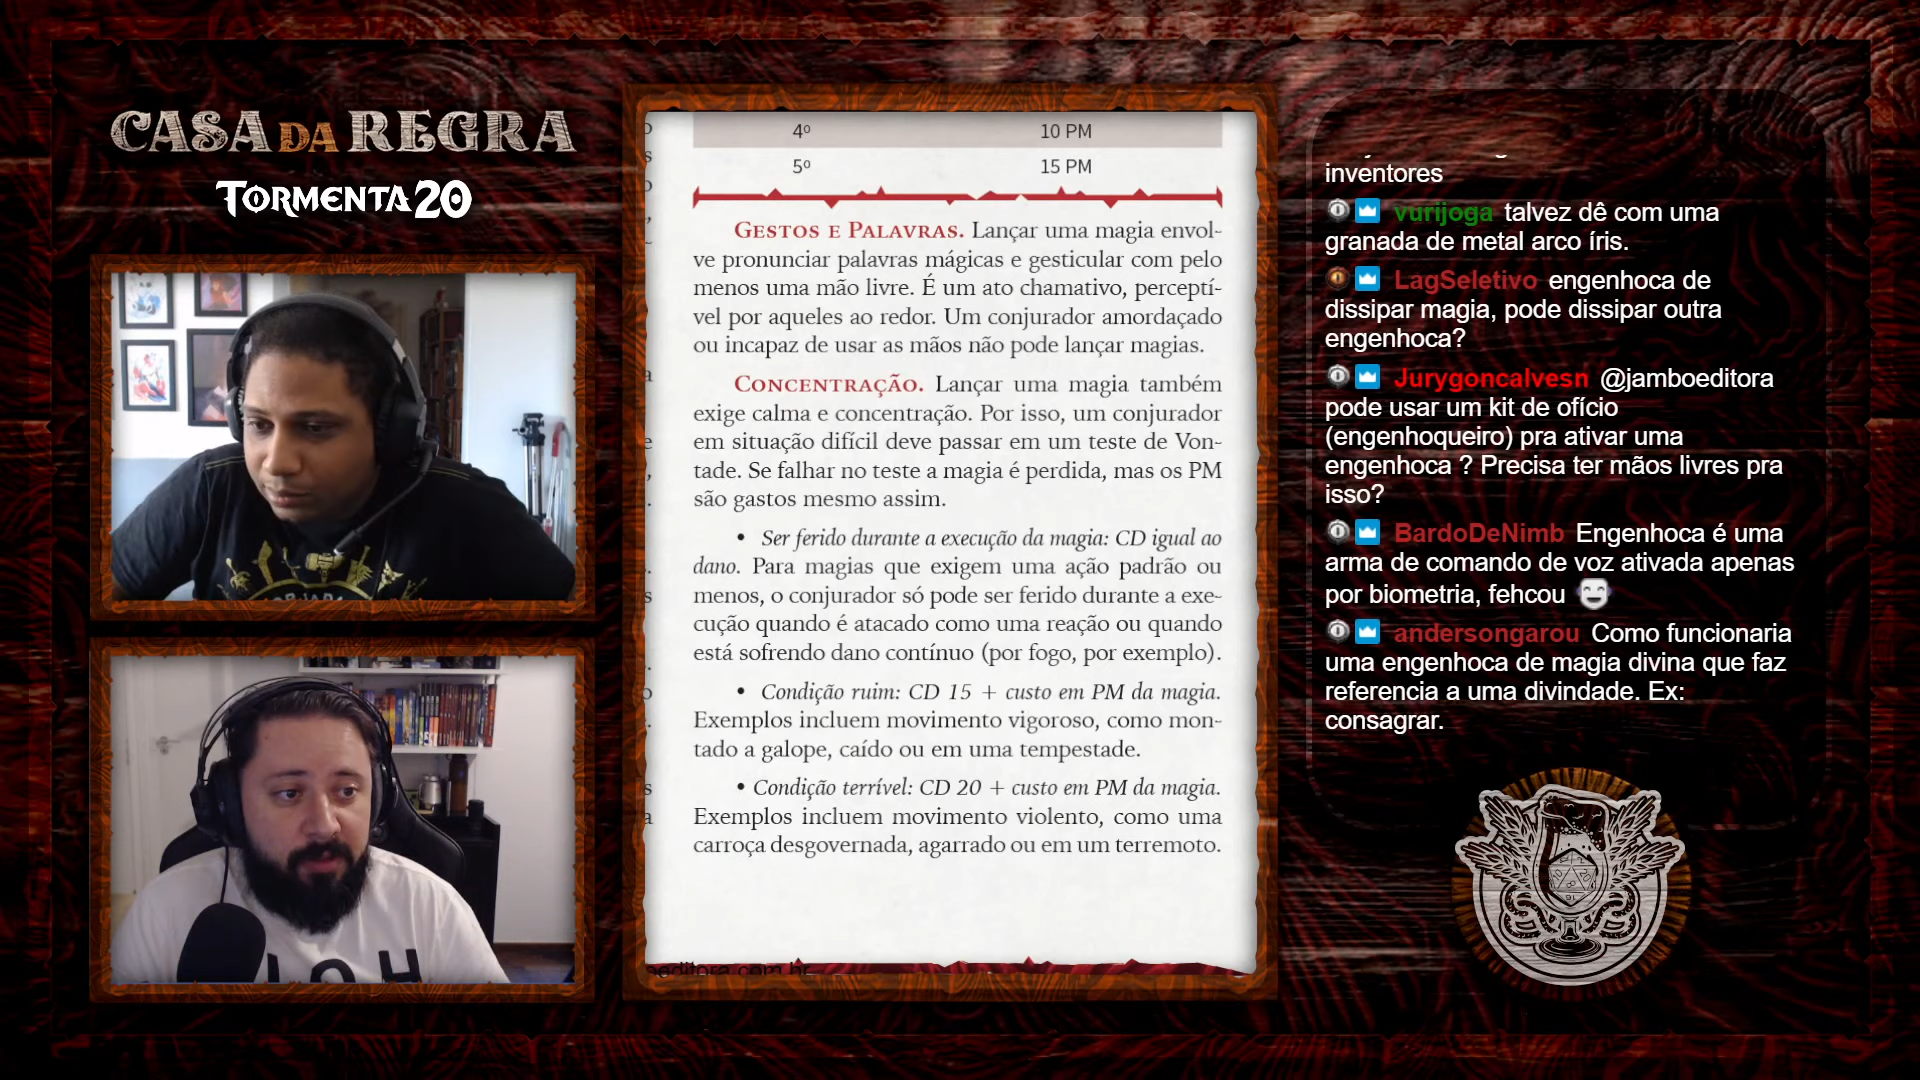 CASA DA REGRA
TORMENTA20
4º 10 PM
5º 15 PM
GESTOS E PALAVRAS. Lançar uma magia envol-
ve pronunciar palavras mágicas e gesticular com pelo
menos uma mão livre. É um ato chamativo, perceptí-
vel por aqueles ao redor. Um conjurador amordaçado
ou incapaz de usar as mãos não pode lançar magias.
CONCENTRAÇÃO. Lançar uma magia também
exige calma e concentração. Por isso, um conjurador
em situação difícil deve passar em um teste de Von-
tade. Se falhar no teste a magia é perdida, mas os PM
são gastos mesmo assim.
• Ser ferido durante a execução da magia: CD igual ao
dano. Para magias que exigem uma ação padrão ou
menos, o conjurador só pode ser ferido durante a exe-
cução quando é atacado como uma reação ou quando
está sofrendo dano contínuo (por fogo, por exemplo).
• Condição ruim: CD 15 + custo em PM da magia.
Exemplos incluem movimento vigoroso, como mon-
tado a galope, caído ou em uma tempestade.
• Condição terrível: CD 20 + custo em PM da magia.
Exemplos incluem movimento violento, como uma
carroça desgovernada, agarrado ou em um terremoto.
inventores
vurijoga talvez dê com uma
granada de metal arco íris.
LagSeletivo engenhoca de
dissipar magia, pode dissipar outra
engenhoca?
Jurygoncalvesn @jamboeditora
pode usar um kit de ofício
(engenhoqueiro) pra ativar uma
engenhoca ? Precisa ter mãos livres pra
isso?
BardoDeNimb Engenhoca é uma
arma de comando de voz ativada apenas
por biometria, fehcou
andersongarou Como funcionaria
uma engenhoca de magia divina que faz
referencia a uma divindade. Ex:
consagrar.